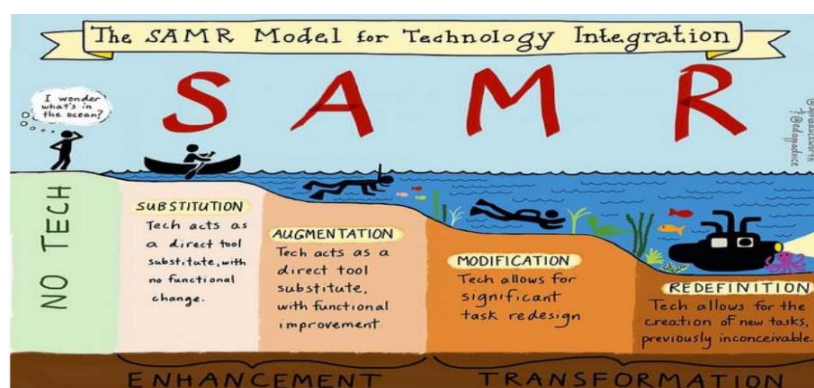 The SAMR Model for Technology Integration
S A M R
I wonder
what's in
the ocean?
NO TECH
SUBSTITUTION
Tech acts as
a direct tool
substitute, with
no functional
change.
AUGMENTATION
Tech acts as a
direct tool
substitute,
with functional
improvement
MODIFICATION
Tech allows for
significant
task redesign
REDEFINITION
Tech allows for the
creation of new tasks,
previously inconceivable.
ENHANCEMENT
TRANSFORMATION